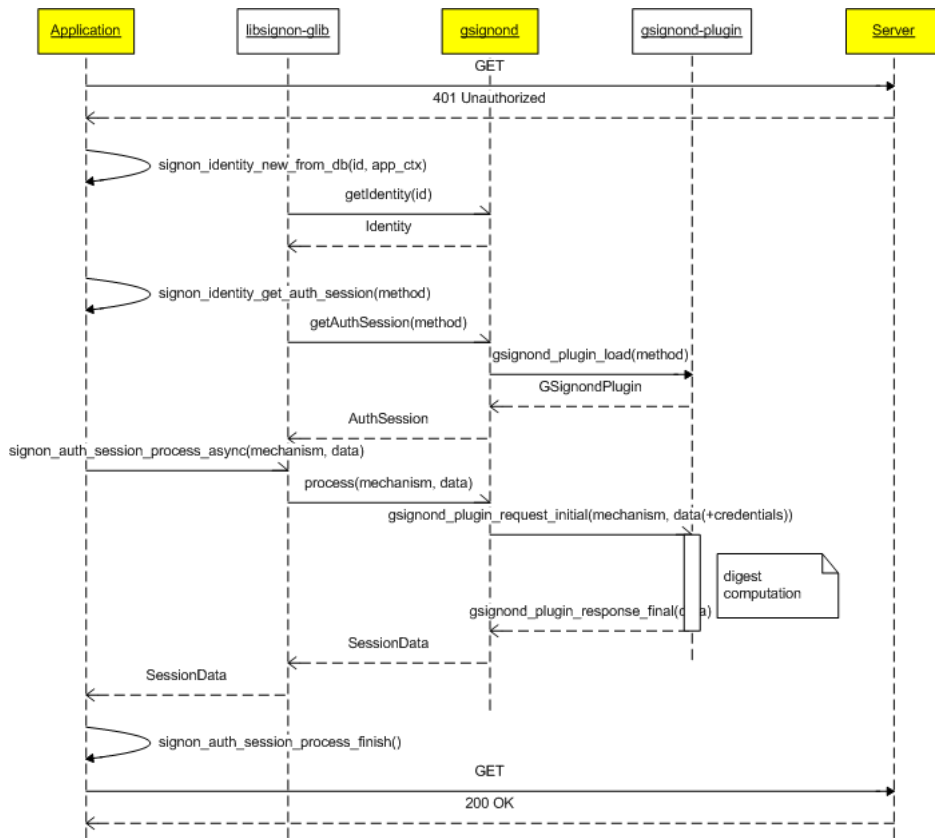 Application
libsignon-glib
gsignond
gsignond-plugin
Server
GET
401 Unauthorized
signon_identity_new_from_db(id, app_ctx)
getIdentity(id)
Identity
signon_identity_get_auth_session(method)
getAuthSession(method)
gsignond_plugin_load(method)
GSignondPlugin
AuthSession
signon_auth_session_process_async(mechanism, data)
process(mechanism, data)
gsignond_plugin_request_initial(mechanism, data(+credentials))
digest
computation
gsignond_plugin_response_final(data)
SessionData
SessionData
signon_auth_session_process_finish()
GET
200 OK